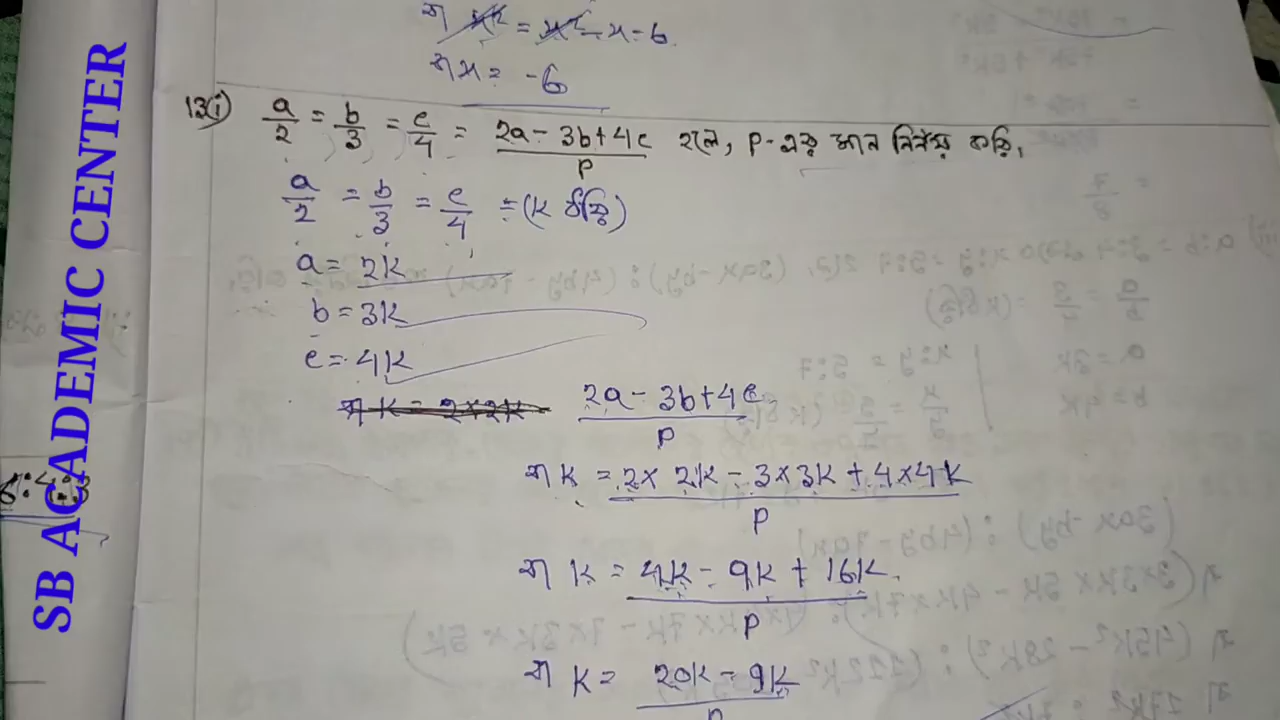 বা x² = x² - x = 6
বা x = -6
13(i) a/2 = b/3 = c/4 = (2a - 3b + 4c)/P হলে, P-এর মান নির্ণয় করি,
a/2 = b/3 = c/4 = (K ধরি)
a = 2K
b = 3K
c = 4K
(2a - 3b + 4c)/P
বা K = (2 × 2K - 3 × 3K + 4 × 4K)/P
বা K = (4K - 9K + 16K)/P
বা K = (20K - 9K)/P
SB ACADEMIC CENTER